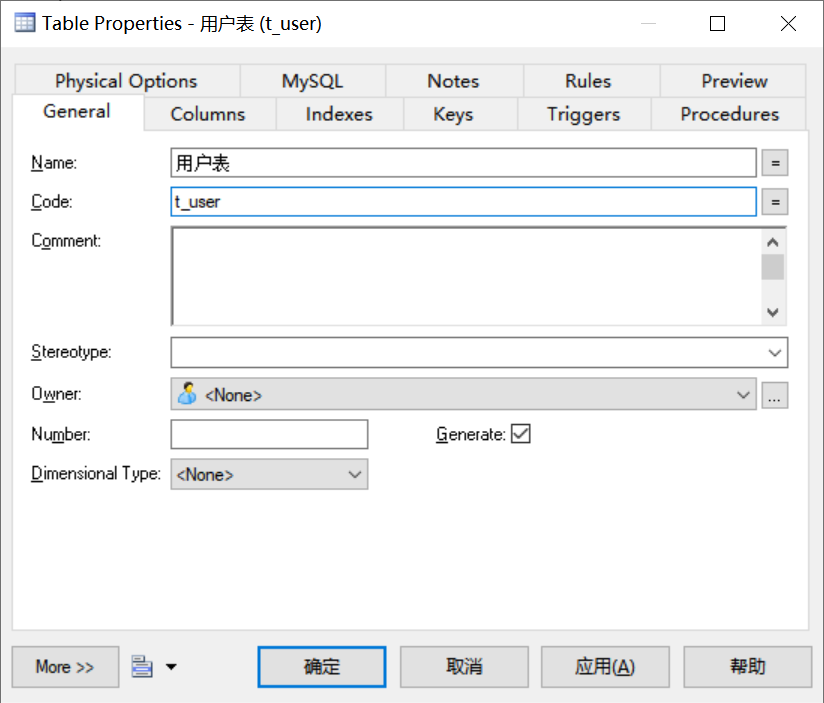 Table Properties - 用户表 (t_user)
Physical Options MySQL Notes Rules Preview
General Columns Indexes Keys Triggers Procedures
Name: 用户表 =
Code: t_user =
Comment:
Stereotype:
Owner: <None> ...
Number: Generate:
Dimensional Type: <None>
More >> 确定 取消 应用(A) 帮助